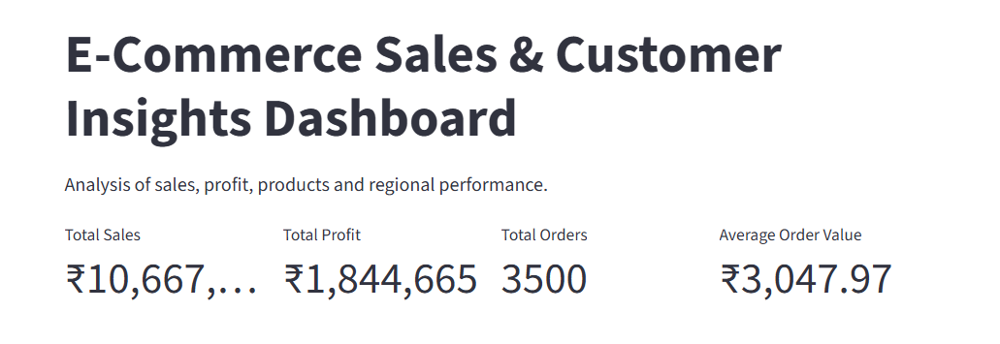 E-Commerce Sales & Customer
Insights Dashboard
Analysis of sales, profit, products and regional performance.
Total Sales
₹10,667,…
Total Profit
₹1,844,665
Total Orders
3500
Average Order Value
₹3,047.97